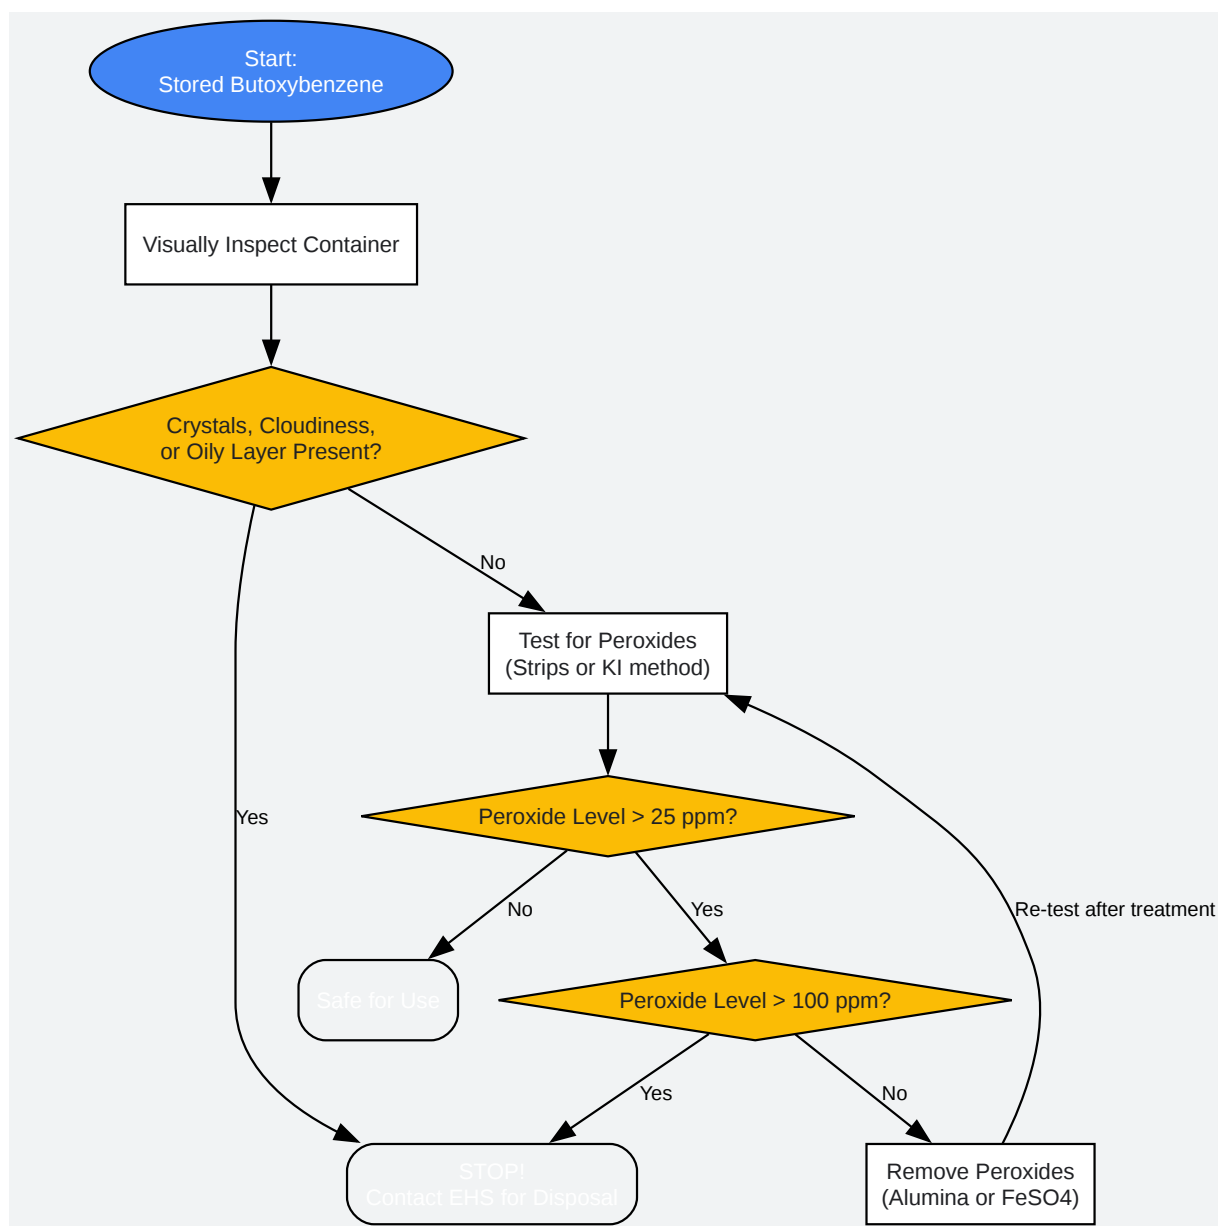 Start:
Stored Butoxybenzene
Visually Inspect Container
Crystals, Cloudiness,
or Oily Layer Present?
No
Test for Peroxides
(Strips or KI method)
Yes
Peroxide Level > 25 ppm?
No
Yes
Re-test after treatment
Safe for Use
Peroxide Level > 100 ppm?
Yes
No
STOP!
Contact EHS for Disposal
Remove Peroxides
(Alumina or FeSO4)